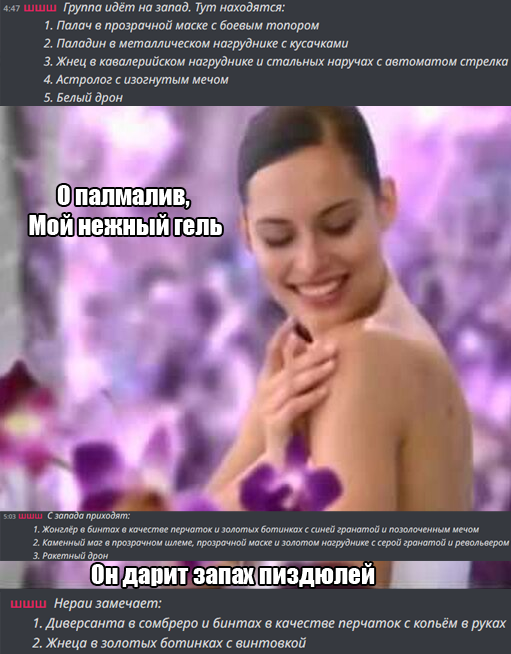 4:47 шшш Группа идёт на запад. Тут находятся:
1. Палач в прозрачной маске с боевым топором
2. Паладин в металлическом нагруднике с кусачками
3. Жнец в кавалерийском нагруднике и стальных наручах с автоматом стрелка
4. Астролог с изогнутым мечом
5. Белый дрон
О палмалив,
Мой нежный гель
5:03 шшш С запада приходят:
1. Жонглёр в бинтах в качестве перчаток и золотых ботинках с синей гранатой и позолоченным мечом
2. Каменный маг в прозрачном шлеме, прозрачной маске и золотом нагруднике с серой гранатой и револьвером
3. Ракетный дрон
Он дарит запах пиздюлей
шшш Нераи замечает:
1. Диверсанта в сомбреро и бинтах в качестве перчаток с копьём в руках
2. Жнеца в золотых ботинках с винтовкой